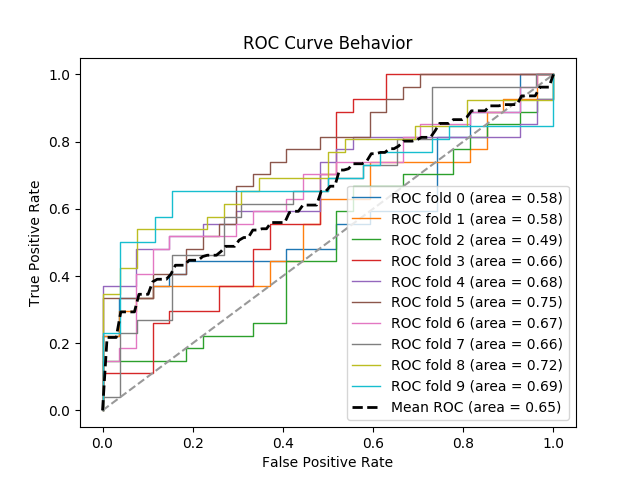 ROC Curve Behavior
True Positive Rate
1.0
0.8
0.6
0.4
0.2
0.0
ROC fold 0 (area = 0.58)
ROC fold 1 (area = 0.58)
ROC fold 2 (area = 0.49)
ROC fold 3 (area = 0.66)
ROC fold 4 (area = 0.68)
ROC fold 5 (area = 0.75)
ROC fold 6 (area = 0.67)
ROC fold 7 (area = 0.66)
ROC fold 8 (area = 0.72)
ROC fold 9 (area = 0.69)
Mean ROC (area = 0.65)
0.0 0.2 0.4 0.6 0.8 1.0
False Positive Rate